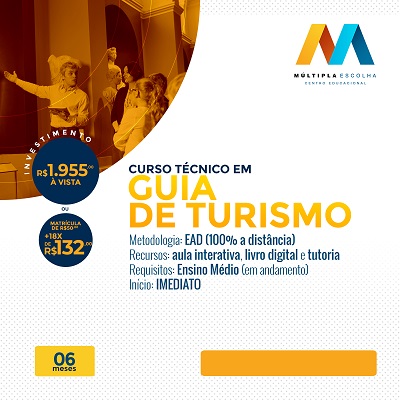 MÚLTIPLA ESCOLHA
CENTRO EDUCACIONAL
INVESTIMENTO
R$1.955,00
À VISTA
OU
MATRÍCULA
DE R$50,00
+18X
DE R$132,00
CURSO TÉCNICO EM
GUIA
DE TURISMO
Metodologia: EAD (100% a distância)
Recursos: aula interativa, livro digital e tutoria
Requisitos: Ensino Médio (em andamento)
Início: IMEDIATO
06
meses